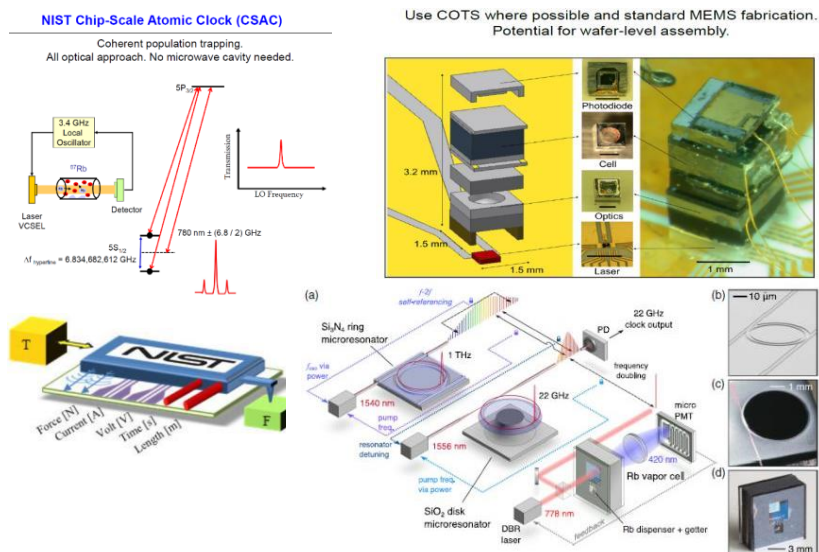 NIST Chip-Scale Atomic Clock (CSAC)
Coherent population trapping.
All optical approach. No microwave cavity needed.
5P3/2
3.4 GHz
Local
Oscillator
87Rb
Laser
VCSEL
Detector
Transmission
LO Frequency
780 nm ± (6.8 / 2) GHz
5S1/2
Δf hyperfine = 6.834,682,612 GHz
Use COTS where possible and standard MEMS fabrication.
Potential for wafer-level assembly.
3.2 mm
1.5 mm
1.5 mm
Photodiode
Cell
Optics
Laser
1 mm
T
NIST
Force [N]
Current [A]
Volt [V]
Time [s]
Length [m]
F
(a)
f-2f
self-referencing
Si3N4 ring
microresonator
1 THz
PD
22 GHz
clock output
frequency
doubling
fceo via
power
1540 nm
pump
freq.
22 GHz
resonator
detuning
1556 nm
micro
PMT
420 nm
Rb vapor cell
pump freq.
via power
SiO2 disk
microresonator
778 nm
DBR
laser
feedback
Rb dispenser + getter
(b)
10 µm
(c)
1 mm
(d)
3 mm